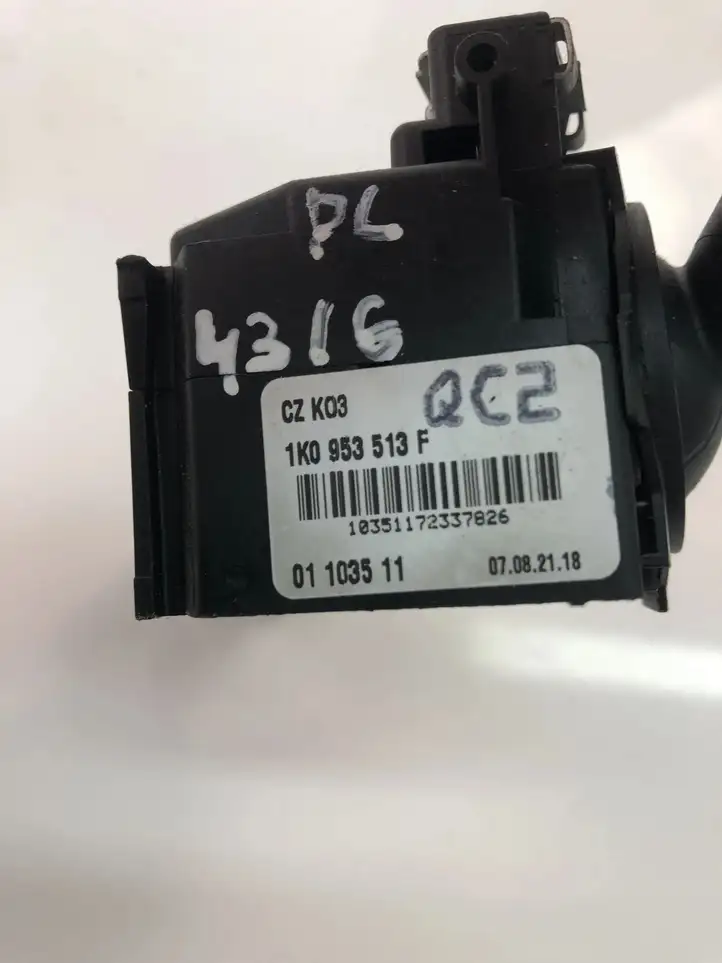 PL
4316
CZ K03 QC2
1K0 953 513 F
10351172337826
01 1035 11 07.08.21.18